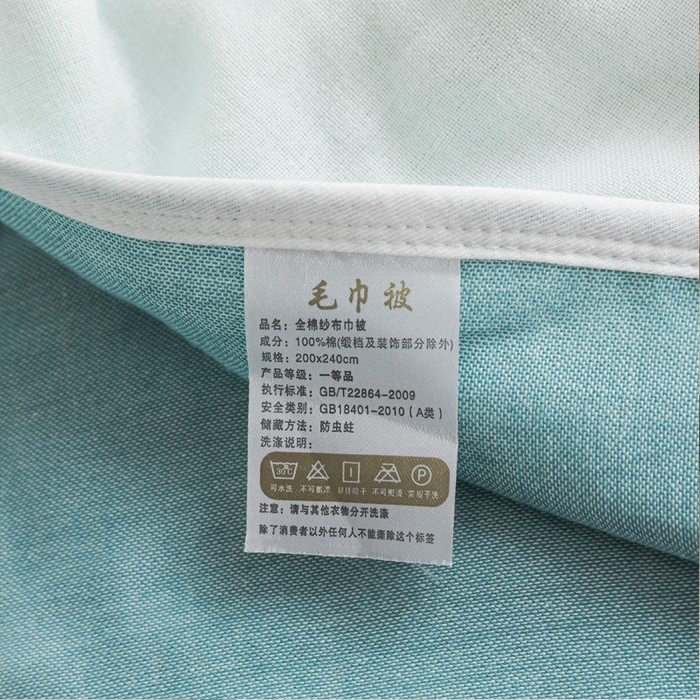 毛巾被
品名：全棉纱布巾被
成分：100%棉(缎档及装饰部分除外)
规格：200x240cm
产品等级：一等品
执行标准：GB/T22864-2009
安全类别：GB18401-2010（A类）
储藏方法：防虫蛀
洗涤说明：
30℃ P
可水洗 不可氯漂 悬挂晾干 不可熨烫 常规干洗
注意：请与其他衣物分开洗涤
除了消费者以外任何人不能撕除这个标签